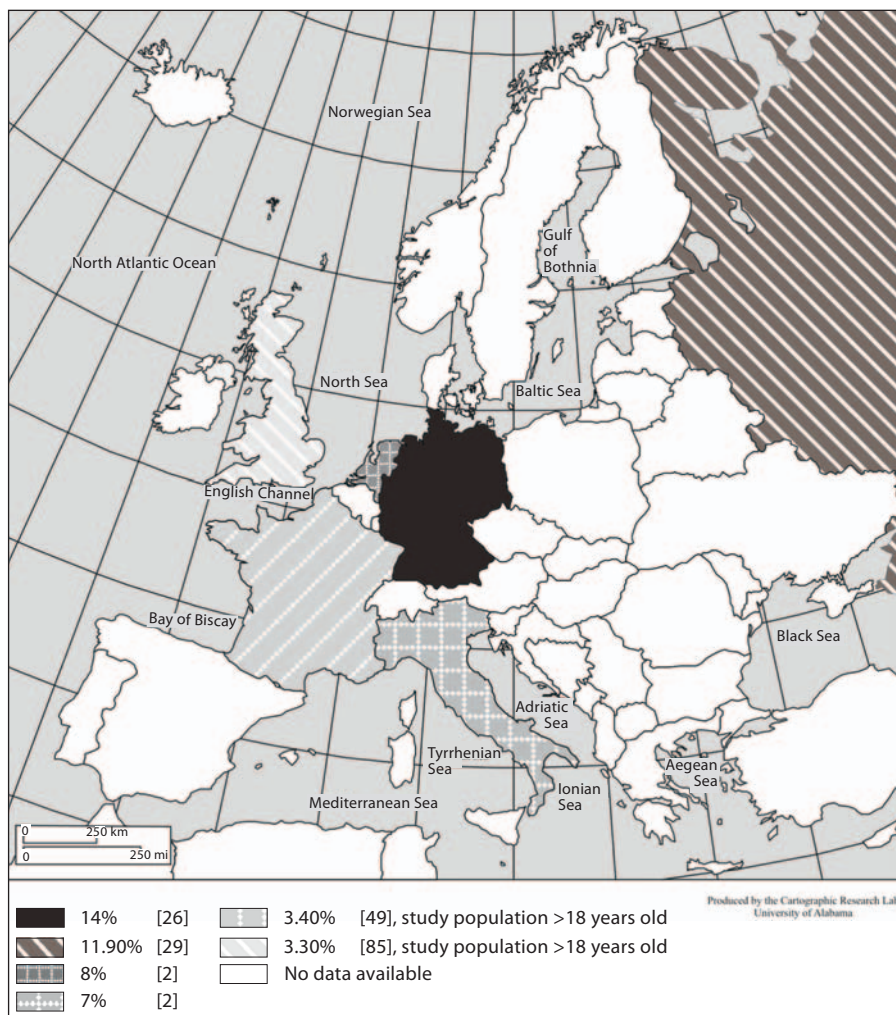 Norwegian Sea
Gulf
of
Bothnia
North Atlantic Ocean
North Sea
Baltic Sea
English Channel
Bay of Biscay
Black Sea
Adriatic
Sea
Tyrrhenian
Sea
Aegean
Sea
Ionian
Sea
Mediterranean Sea
0 250 km
0 250 mi
Produced by the Cartographic Research Lab
University of Alabama
14% [26]
11.90% [29]
8% [2]
7% [2]
3.40% [49], study population >18 years old
3.30% [85], study population >18 years old
No data available